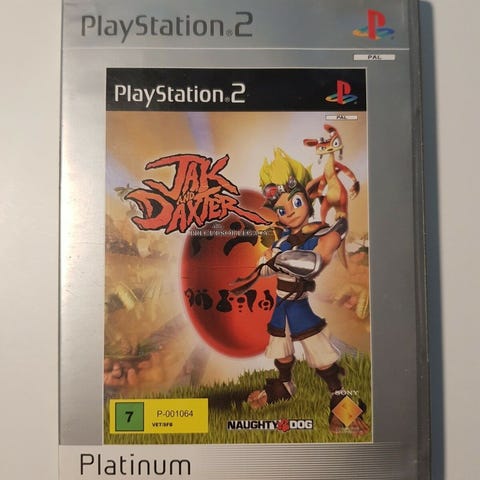 PlayStation®2
PAL
PlayStation®2
PAL
JAK
AND
DAXTER
THE
PRECURSOR LEGACY
7
P-001064
VET/SFB
NAUGHTY DOG
SONY
Platinum